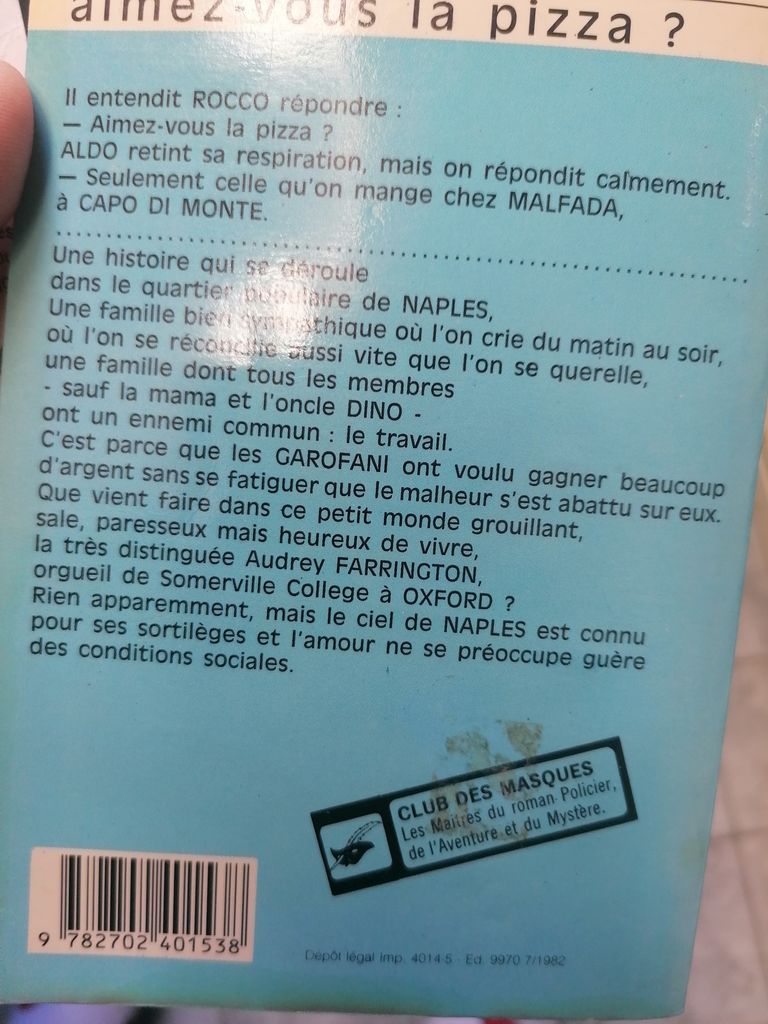 aimez-vous la pizza ?
Il entendit ROCCO répondre :
— Aimez-vous la pizza ?
ALDO retint sa respiration, mais on répondit calmement.
— Seulement celle qu'on mange chez MALFADA,
à CAPO DI MONTE.
Une histoire qui se déroule
dans le quartier populaire de NAPLES,
Une famille bien sympathique où l'on crie du matin au soir,
où l'on se réconcilie aussi vite que l'on se querelle,
une famille dont tous les membres
- sauf la mama et l'oncle DINO -
ont un ennemi commun : le travail.
C'est parce que les GAROFANI ont voulu gagner beaucoup
d'argent sans se fatiguer que le malheur s'est abattu sur eux.
Que vient faire dans ce petit monde grouillant,
sale, paresseux mais heureux de vivre,
la très distinguée Audrey FARRINGTON,
orgueil de Somerville College à OXFORD ?
Rien apparemment, mais le ciel de NAPLES est connu
pour ses sortilèges et l'amour ne se préoccupe guère
des conditions sociales.
CLUB DES MASQUES
Les Maîtres du roman Policier,
de l'Aventure et du Mystère.
9 782702 401538
Dépôt légal imp. 4014-5 - Ed. 9970 7/1982